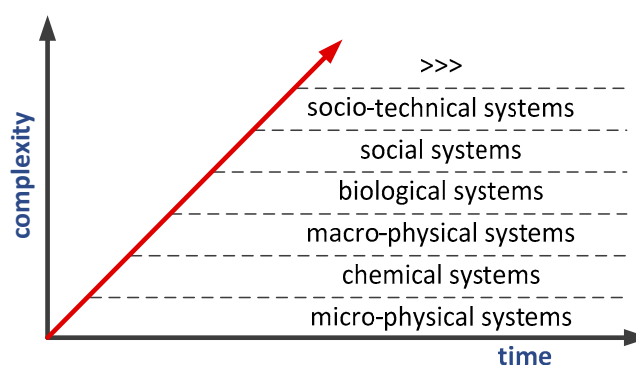 >>>
socio-technical systems
social systems
biological systems
macro-physical systems
chemical systems
micro-physical systems
complexity
time